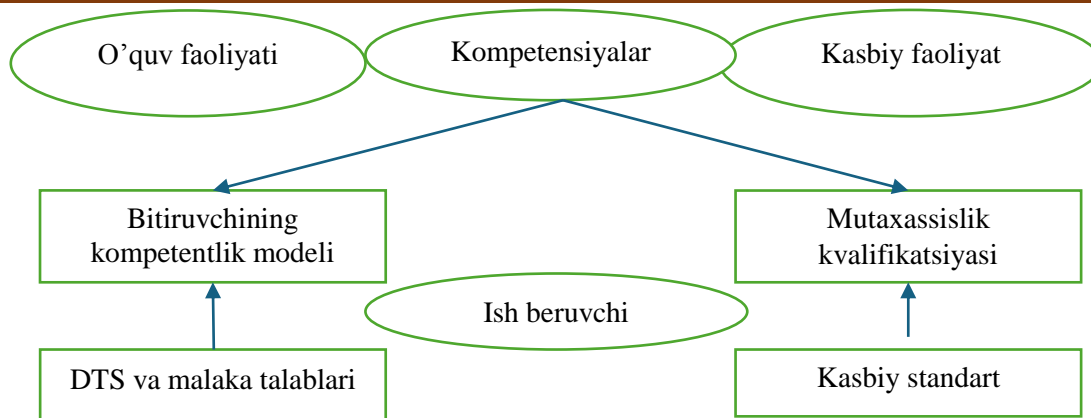 O’quv faoliyati
Kompetensiyalar
Kasbiy faoliyat
Bitiruvchining
kompetentlik modeli
Mutaxassislik
kvalifikatsiyasi
Ish beruvchi
DTS va malaka talablari
Kasbiy standart